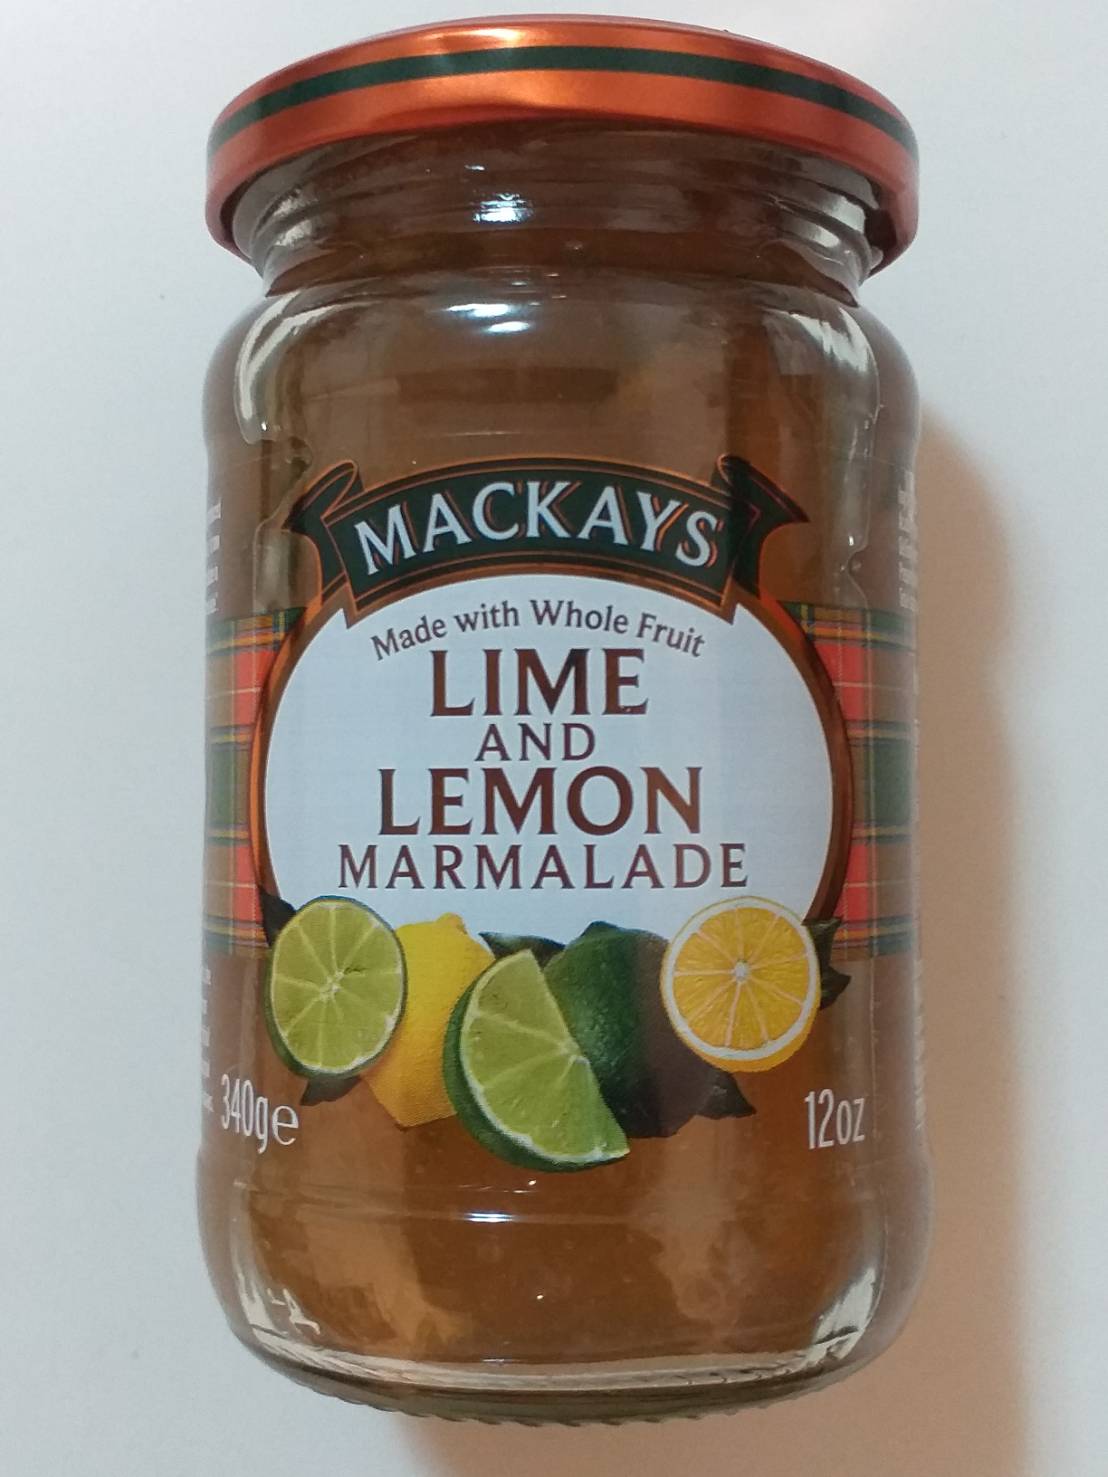 MACKAYS
Made with Whole Fruit
LIME
AND
LEMON
MARMALADE
340g℮
12oz